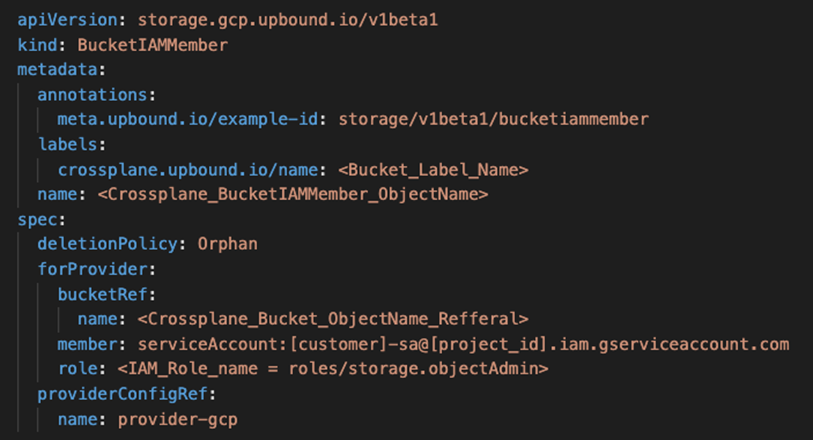 apiVersion: storage.gcp.upbound.io/v1beta1
kind: BucketIAMMember
metadata:
  annotations:
    meta.upbound.io/example-id: storage/v1beta1/bucketiammember
  labels:
    crossplane.upbound.io/name: <Bucket_Label_Name>
  name: <Crossplane_BucketIAMMember_ObjectName>
spec:
  deletionPolicy: Orphan
  forProvider:
    bucketRef:
      name: <Crossplane_Bucket_ObjectName_Refferal>
    member: serviceAccount:[customer]-sa@[project_id].iam.gserviceaccount.com
    role: <IAM_Role_name = roles/storage.objectAdmin>
  providerConfigRef:
    name: provider-gcp